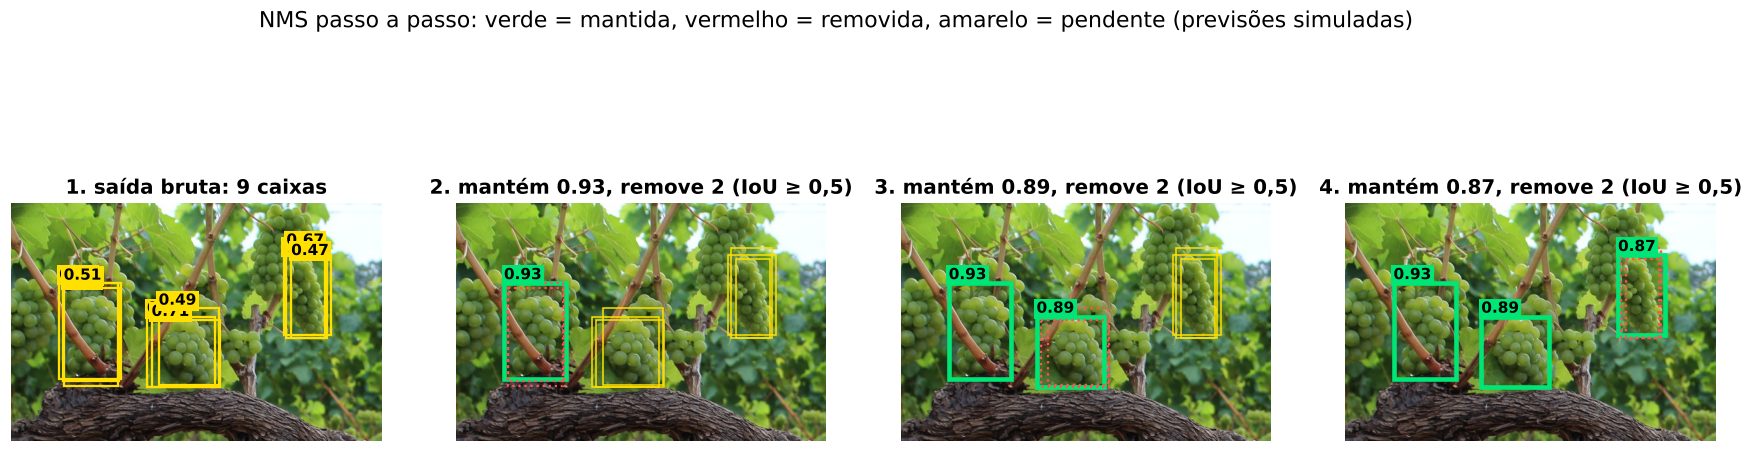 NMS passo a passo: verde = mantida, vermelho = removida, amarelo = pendente (previsões simuladas)
1. saída bruta: 9 caixas
0.51
0.49
0.71
0.67
0.47
2. mantém 0.93, remove 2 (IoU ≥ 0,5)
0.93
3. mantém 0.89, remove 2 (IoU ≥ 0,5)
0.93
0.89
4. mantém 0.87, remove 2 (IoU ≥ 0,5)
0.93
0.89
0.87